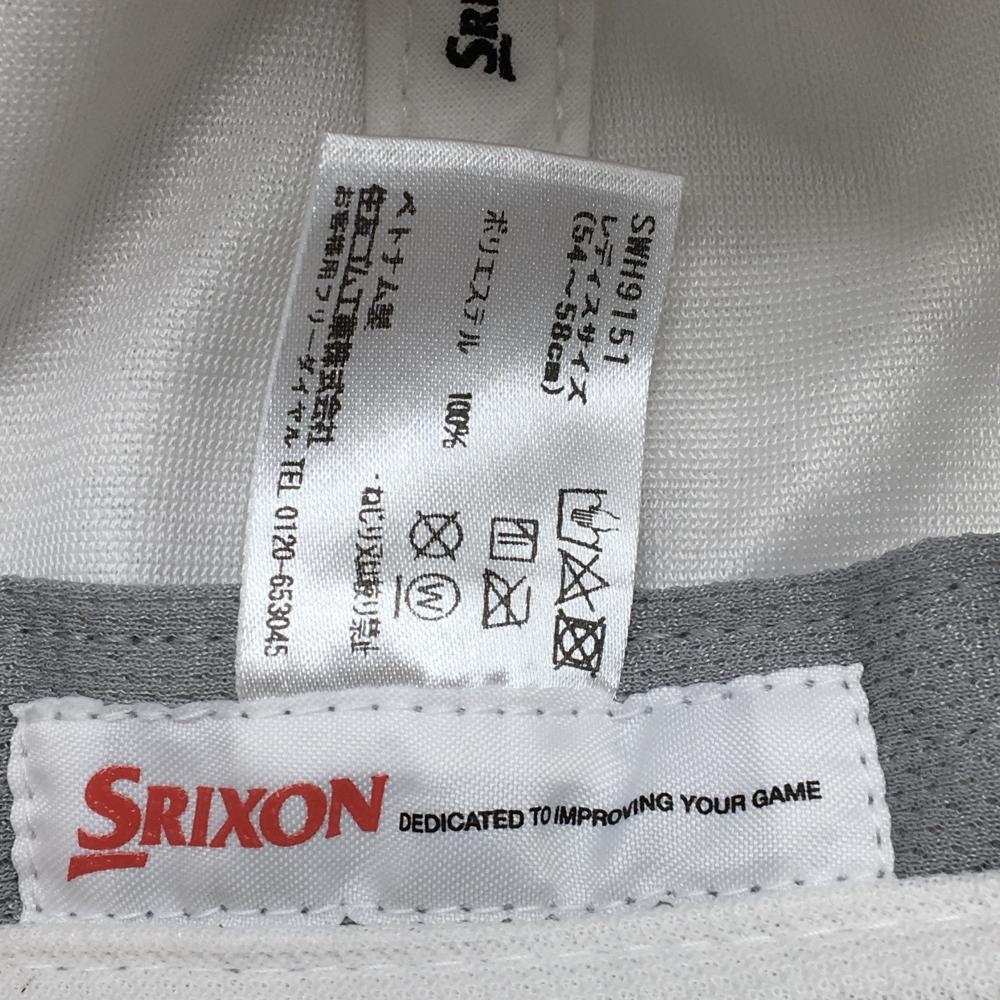 SRI
SWH9151
レディスサイズ
(54～58cm)
ポリエステル 100%
・ねじり又は絞り禁止
ベトナム製
住友ゴム工業株式会社
お客様用フリーダイヤル TEL 0120-653045
W
SRIXON DEDICATED TO IMPROVING YOUR GAME